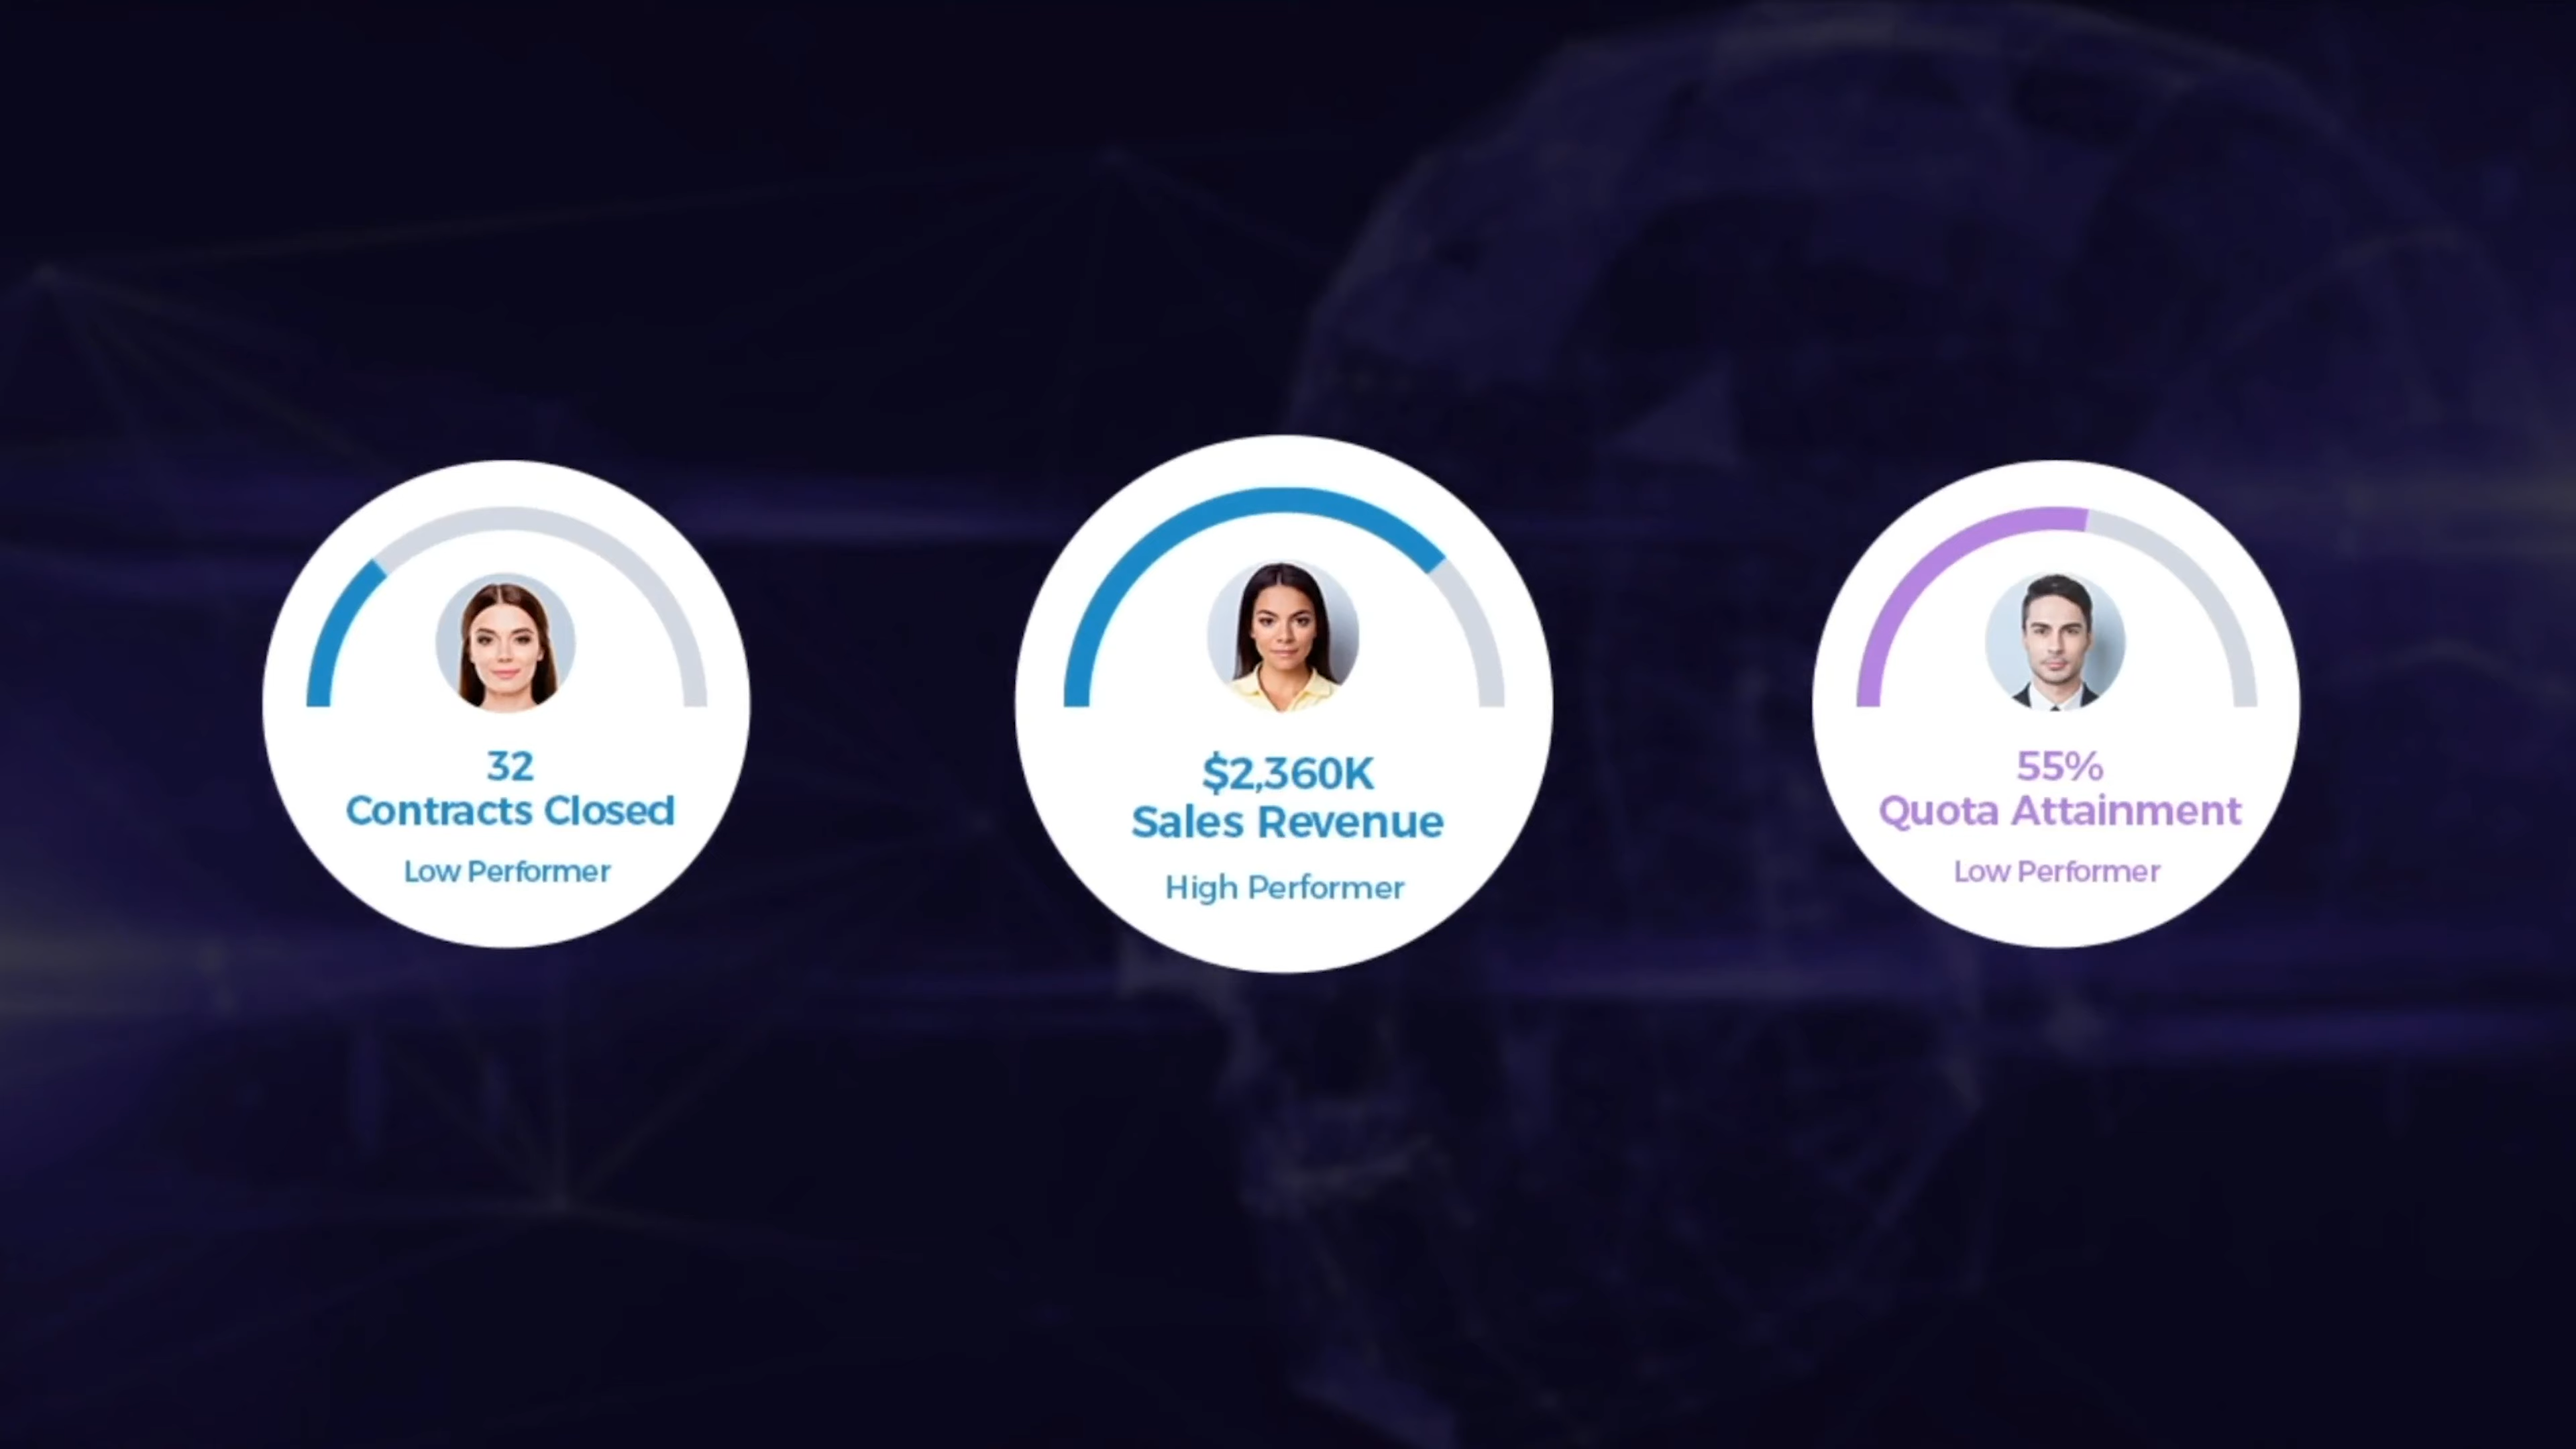 32
Contracts Closed
Low Performer
$2,360K
Sales Revenue
High Performer
55%
Quota Attainment
Low Performer